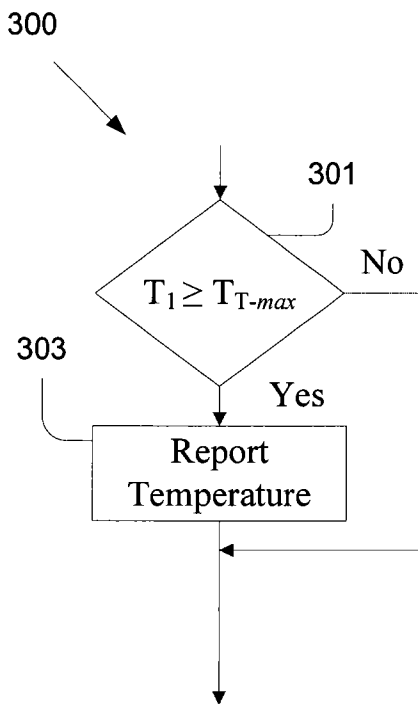 300
301
No
T₁ ≥ T_T-max
303
Yes
Report
Temperature